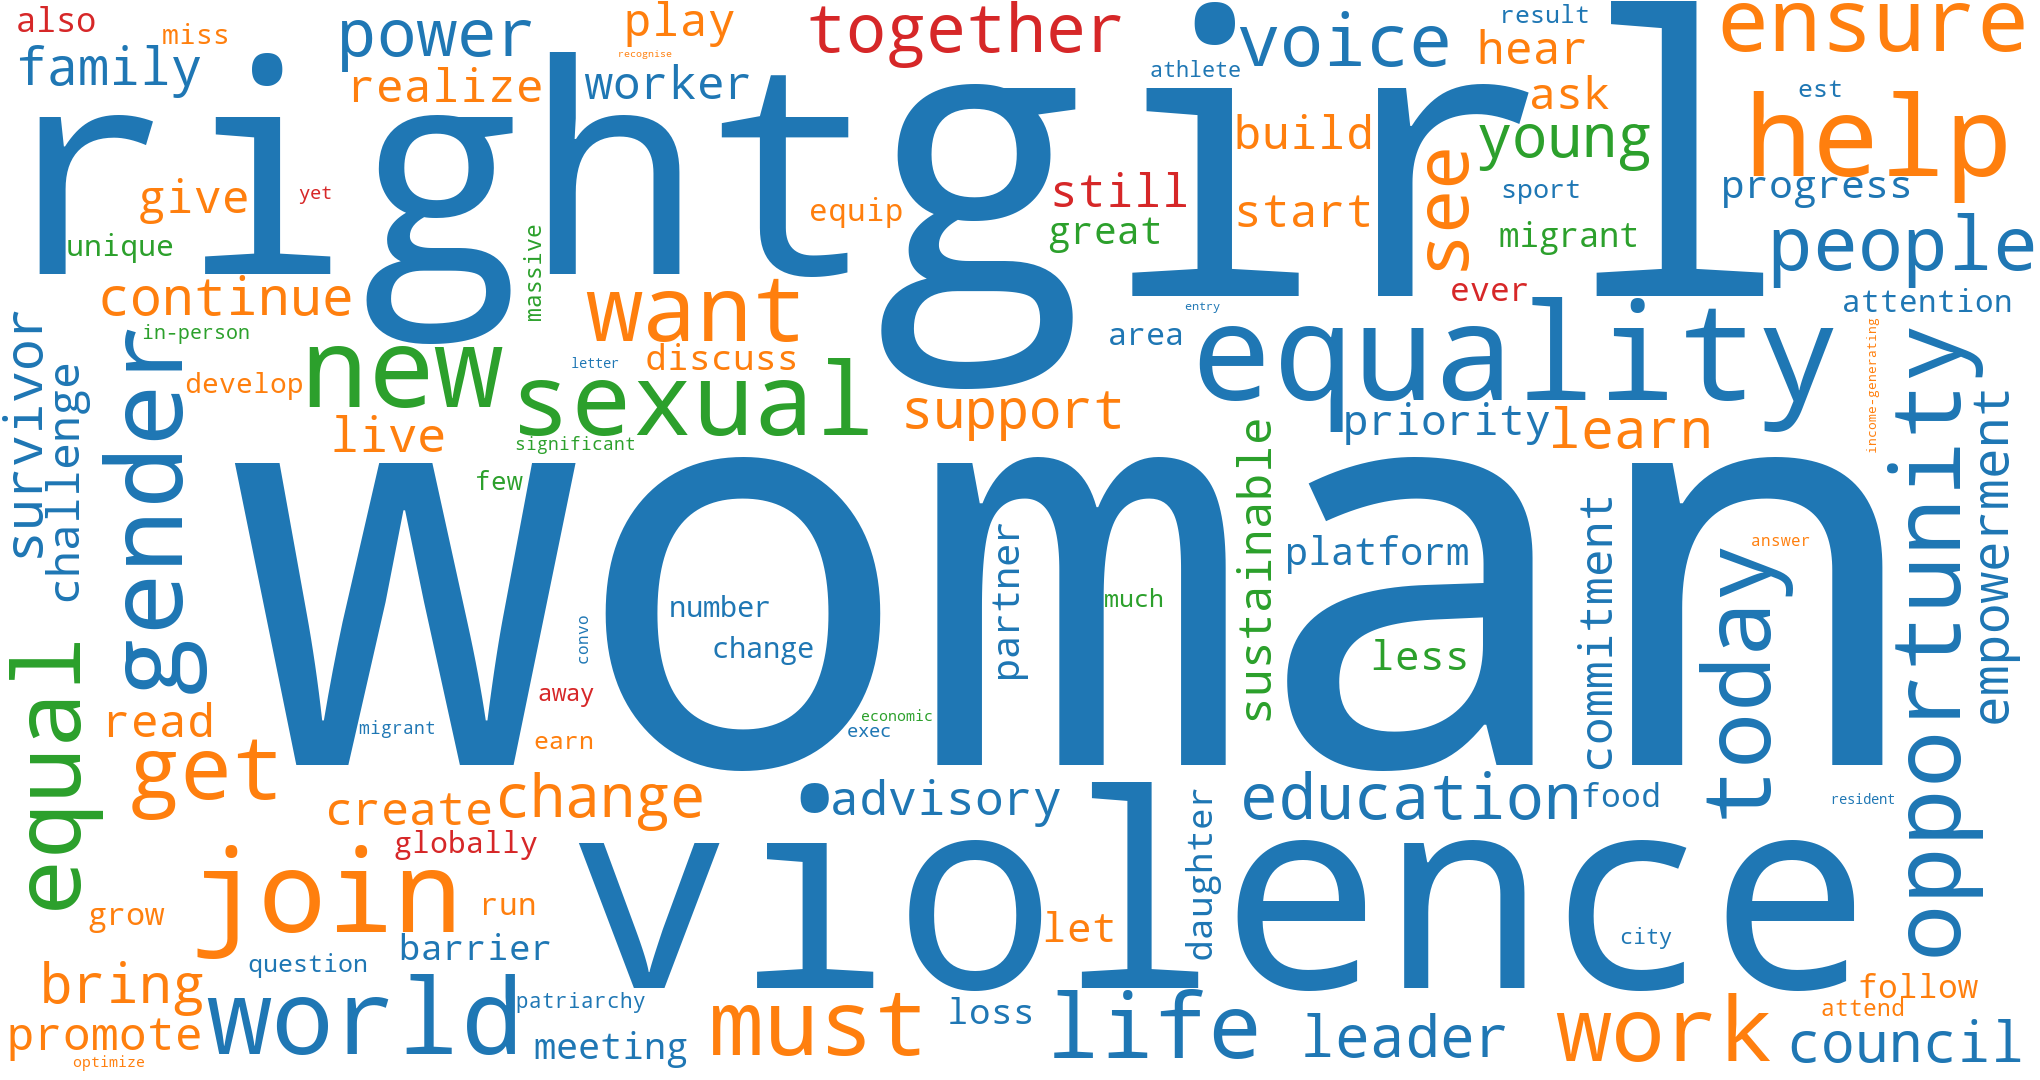 also
miss
family
power
play
recognise
together
voice
result
hear
ensure
realize
worker
athlete
ask
est
right
girl
help
build
young
see
give
yet
equip
still
great
start
sport
migrant
progress
unique
massive
people
continue
want
ever
entry
attention
in-person
new
letter
discuss
area
equality
income-generating
survivor
challenge
gender
develop
sexual
live
significant
support
priority
learn
opportunity
empowerment
few
sustainable
woman
partner
platform
commitment
today
answer
number
change
convo
much
less
equal
read
away
migrant
earn
economic
exec
get
create
change
advisory
education
food
resident
globally
join
violence
daughter
grow
run
let
city
barrier
question
bring
world
patriarchy
must
loss
life
leader
work
follow
attend
council
promote
meeting
optimize